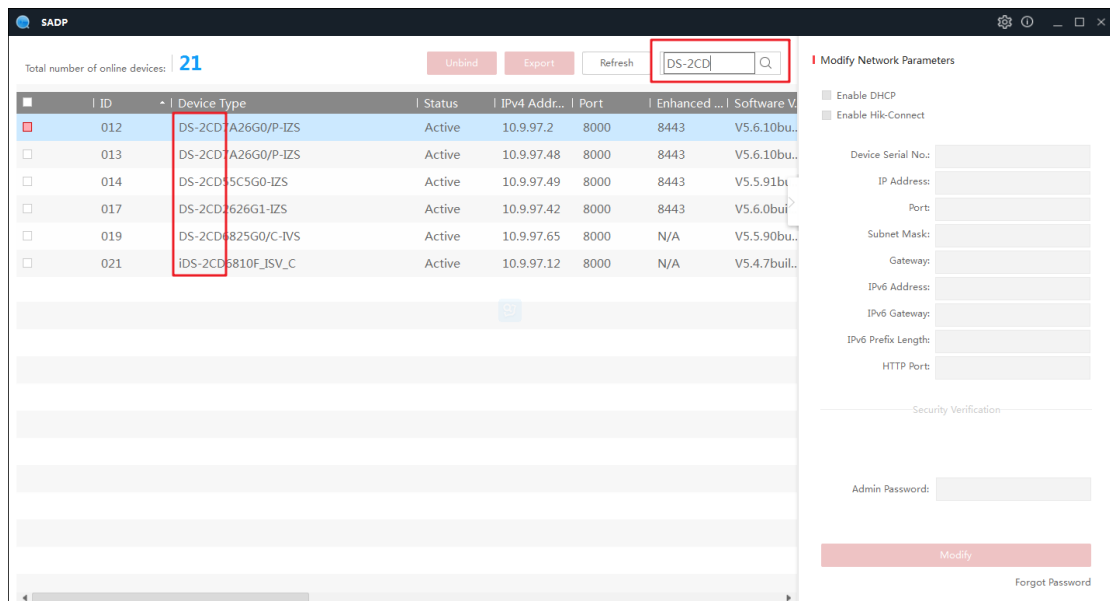 SADP
Total number of online devices: 21
Unbind Export Refresh DS-2CD
ID Device Type Status IPv4 Addr... Port Enhanced ... Software V.
012 DS-2CD7A26G0/P-IZS Active 10.9.97.2 8000 8443 V5.6.10bu..
013 DS-2CD7A26G0/P-IZS Active 10.9.97.48 8000 8443 V5.6.10bu..
014 DS-2CD55C5G0-IZS Active 10.9.97.49 8000 8443 V5.5.91bu
017 DS-2CD2626G1-IZS Active 10.9.97.42 8000 8443 V5.6.0bui
019 DS-2CD6825G0/C-IVS Active 10.9.97.65 8000 N/A V5.5.90bu..
021 iDS-2CD6810F_ISV_C Active 10.9.97.12 8000 N/A V5.4.7buil..
Modify Network Parameters
Enable DHCP
Enable Hik-Connect
Device Serial No.:
IP Address:
Port:
Subnet Mask:
Gateway:
IPv6 Address:
IPv6 Gateway:
IPv6 Prefix Length:
HTTP Port:
Security Verification
Admin Password:
Modify
Forgot Password